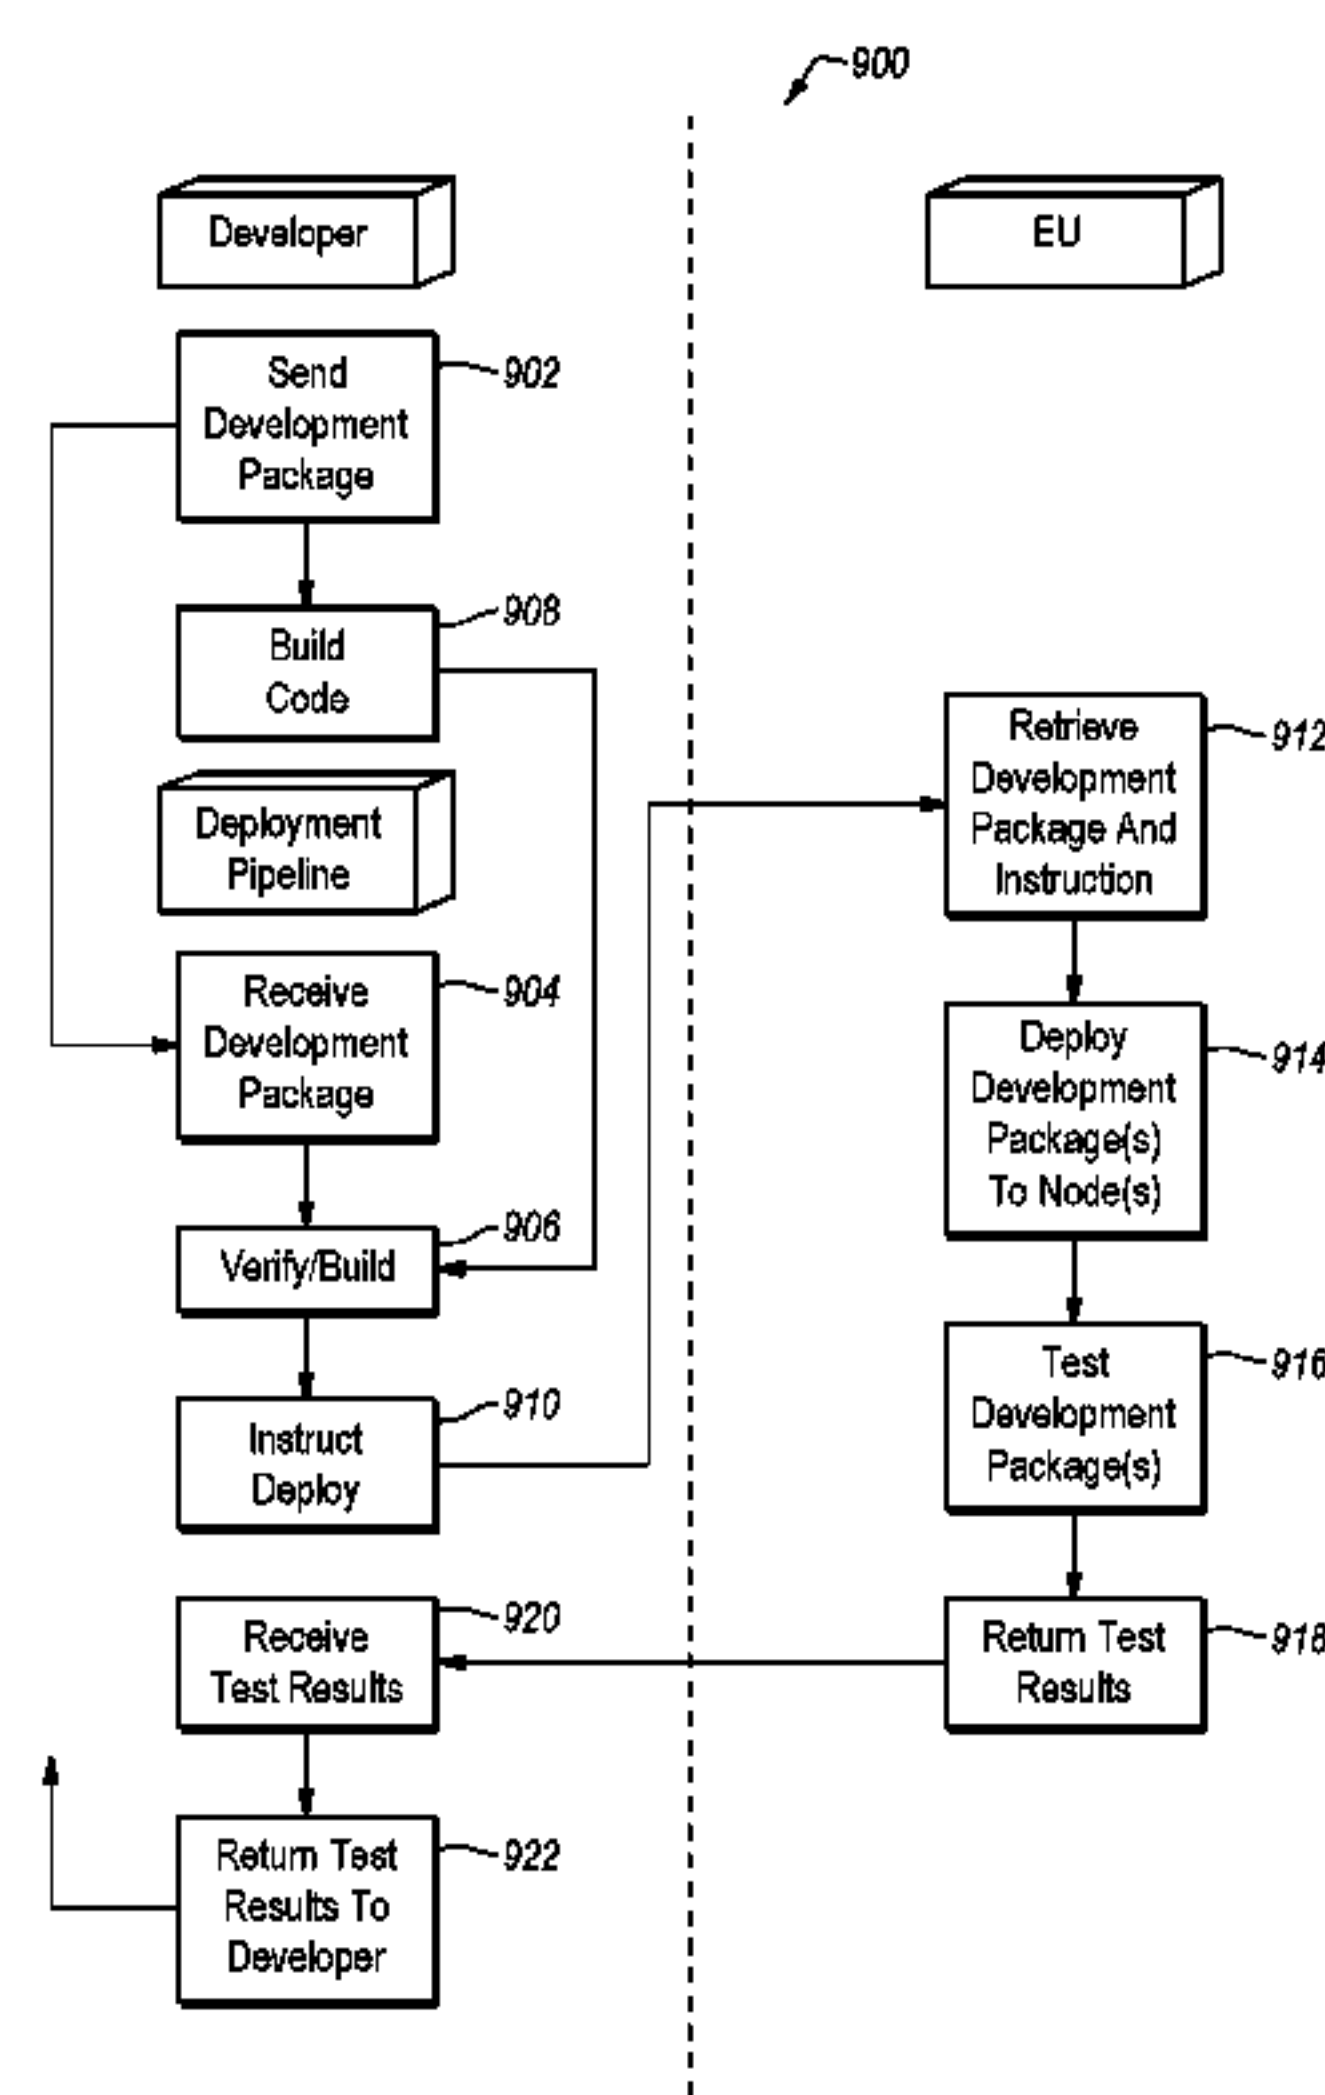 900
Developer
EU
Send
Development
Package
902
Build
Code
908
Deployment
Pipeline
Receive
Development
Package
904
Verify/Build
906
Instruct
Deploy
910
Retrieve
Development
Package And
Instruction
912
Deploy
Development
Package(s)
To Node(s)
914
Test
Development
Package(s)
916
Return Test
Results
918
Receive
Test Results
920
Return Test
Results To
Developer
922